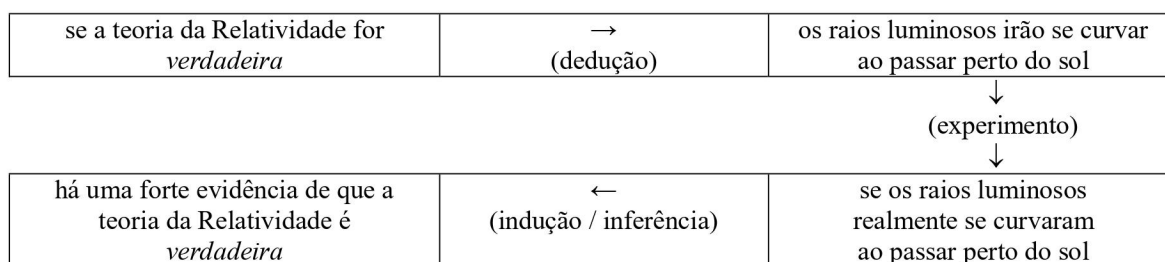 se a teoria da Relatividade for
verdadeira
→
(dedução)
os raios luminosos irão se curvar
ao passar perto do sol
↓
(experimento)
↓
há uma forte evidência de que a
teoria da Relatividade é
verdadeira
←
(indução / inferência)
se os raios luminosos
realmente se curvaram
ao passar perto do sol